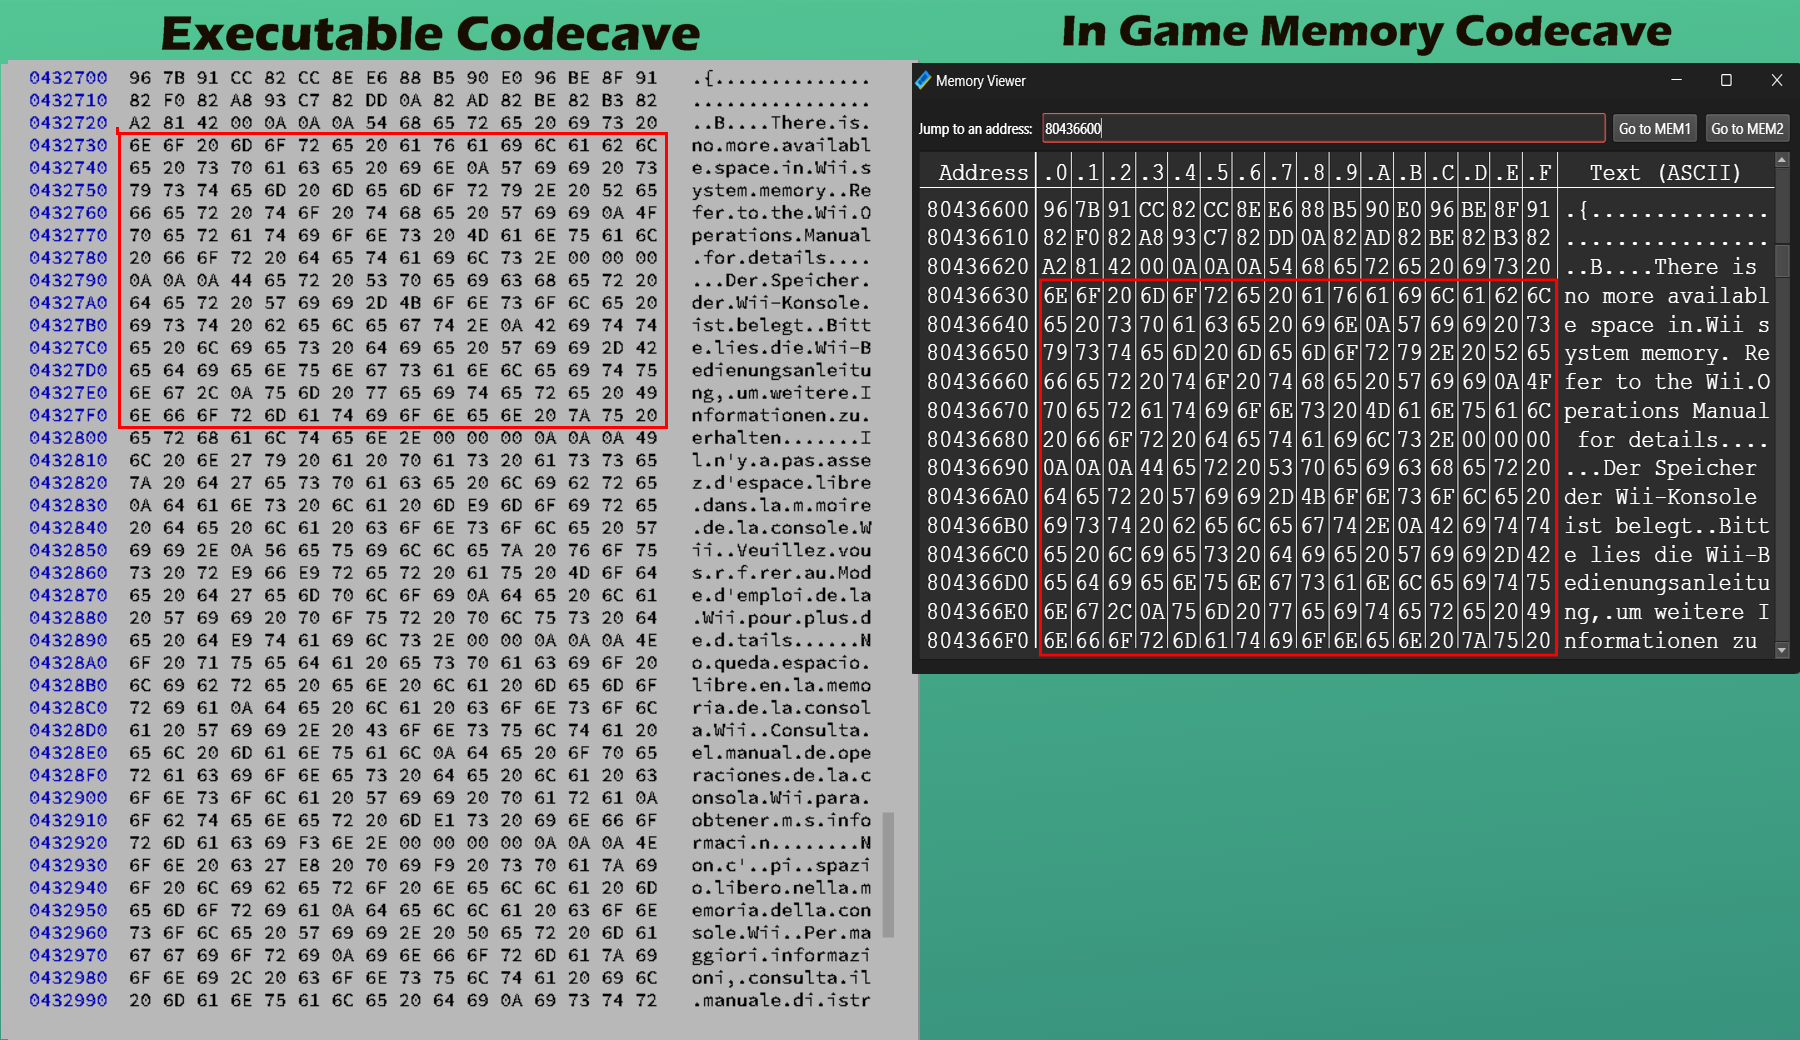 Executable Codecave
0432700 96 7B 91 CC 82 CC 8E E6 88 B5 90 E0 96 BE 8F 91 .{..............
0432710 82 F0 82 A8 93 C7 82 DD 0A 82 AD 82 BE 82 B3 82 ................
0432720 A2 81 42 00 0A 0A 0A 54 68 65 72 65 20 69 73 20 ..B....There.is.
0432730 6E 6F 20 6D 6F 72 65 20 61 76 61 69 6C 61 62 6C no.more.availabl
0432740 65 20 73 70 61 63 65 20 69 6E 0A 57 69 69 20 73 e.space.in.Wii.s
0432750 79 73 74 65 6D 20 6D 65 6D 6F 72 79 2E 20 52 65 ystem.memory..Re
0432760 66 65 72 20 74 6F 20 74 68 65 20 57 69 69 0A 4F fer.to.the.Wii.O
0432770 70 65 72 61 74 69 6F 6E 73 20 4D 61 6E 75 61 6C perations.Manual
0432780 20 66 6F 72 20 64 65 74 61 69 6C 73 2E 00 00 00 .for.details....
0432790 0A 0A 0A 44 65 72 20 53 70 65 69 63 68 65 72 20 ...Der.Speicher.
04327A0 64 65 72 20 57 69 69 2D 4B 6F 6E 73 6F 6C 65 20 der.Wii-Konsole.
04327B0 69 73 74 20 62 65 6C 65 67 74 2E 0A 42 69 74 74 ist.belegt..Bitt
04327C0 65 20 6C 69 65 73 20 64 69 65 20 57 69 69 2D 42 e.lies.die.Wii-B
04327D0 65 64 69 65 6E 75 6E 67 73 61 6E 6C 65 69 74 75 edienungsanleitu
04327E0 6E 67 2C 0A 75 6D 20 77 65 69 74 65 72 65 20 49 ng,.um.weitere.I
04327F0 6E 66 6F 72 6D 61 74 69 6F 6E 65 6E 20 7A 75 20 nformationen.zu.
0432800 65 72 68 61 6C 74 65 6E 2E 00 00 00 0A 0A 0A 49 erhalten.......I
0432810 6C 20 6E 27 79 20 61 20 70 61 73 20 61 73 73 65 l.n'y.a.pas.asse
0432820 7A 20 64 27 65 73 70 61 63 65 20 6C 69 62 72 65 z.d'espace.libre
0432830 0A 64 61 6E 73 20 6C 61 20 6D E9 6D 6F 69 72 65 .dans.la.m.moire
0432840 20 64 65 20 6C 61 20 63 6F 6E 73 6F 6C 65 20 57 .de.la.console.W
0432850 69 69 2E 0A 56 65 75 69 6C 6C 65 7A 20 76 6F 75 ii..Veuillez.vou
0432860 73 20 72 E9 66 E9 72 65 72 20 61 75 20 4D 6F 64 s.r.f.rer.au.Mod
0432870 65 20 64 27 65 6D 70 6C 6F 69 0A 64 65 20 6C 61 e.d'emploi.de.la
0432880 20 57 69 69 20 70 6F 75 72 20 70 6C 75 73 20 64 .Wii.pour.plus.d
0432890 65 20 64 E9 74 61 69 6C 73 2E 00 00 0A 0A 0A 4E e.d.tails......N
04328A0 6F 20 71 75 65 64 61 20 65 73 70 61 63 69 6F 20 o.queda.espacio.
04328B0 6C 69 62 72 65 20 65 6E 20 6C 61 20 6D 65 6D 6F libre.en.la.memo
04328C0 72 69 61 0A 64 65 20 6C 61 20 63 6F 6E 73 6F 6C ria.de.la.consol
04328D0 61 20 57 69 69 2E 20 43 6F 6E 73 75 6C 74 61 20 a.Wii..Consulta.
04328E0 65 6C 20 6D 61 6E 75 61 6C 0A 64 65 20 6F 70 65 el.manual.de.ope
04328F0 72 61 63 69 6F 6E 65 73 20 64 65 20 6C 61 20 63 raciones.de.la.c
0432900 6F 6E 73 6F 6C 61 20 57 69 69 20 70 61 72 61 0A onsola.Wii.para.
0432910 6F 62 74 65 6E 65 72 20 6D E1 73 20 69 6E 66 6F obtener.m.s.info
0432920 72 6D 61 63 69 F3 6E 2E 00 00 00 00 0A 0A 0A 4E rmaci.n........N
0432930 6F 6E 20 63 27 E8 20 70 69 F9 20 73 70 61 7A 69 on.c'..pi..spazi
0432940 6F 20 6C 69 62 65 72 6F 20 6E 65 6C 6C 61 20 6D o.libero.nella.m
0432950 65 6D 6F 72 69 61 0A 64 65 6C 6C 61 20 63 6F 6E emoria.della.con
0432960 73 6F 6C 65 20 57 69 69 2E 20 50 65 72 20 6D 61 sole.Wii..Per.ma
0432970 67 67 69 6F 72 69 0A 69 6E 66 6F 72 6D 61 7A 69 ggiori.informazi
0432980 6F 6E 69 2C 20 63 6F 6E 73 75 6C 74 61 20 69 6C oni,.consulta.il
0432990 20 6D 61 6E 75 61 6C 65 20 64 69 0A 69 73 74 72 .manuale.di.istr
In Game Memory Codecave
Memory Viewer
Jump to an address: 80436600 Go to MEM1 Go to MEM2
Address .0 .1 .2 .3 .4 .5 .6 .7 .8 .9 .A .B .C .D .E .F Text (ASCII)
80436600 96 7B 91 CC 82 CC 8E E6 88 B5 90 E0 96 BE 8F 91 .{..............
80436610 82 F0 82 A8 93 C7 82 DD 0A 82 AD 82 BE 82 B3 82 ................
80436620 A2 81 42 00 0A 0A 0A 54 68 65 72 65 20 69 73 20 ..B....There is
80436630 6E 6F 20 6D 6F 72 65 20 61 76 61 69 6C 61 62 6C no more availabl
80436640 65 20 73 70 61 63 65 20 69 6E 0A 57 69 69 20 73 e space in.Wii s
80436650 79 73 74 65 6D 20 6D 65 6D 6F 72 79 2E 20 52 65 ystem memory. Re
80436660 66 65 72 20 74 6F 20 74 68 65 20 57 69 69 0A 4F fer to the Wii.O
80436670 70 65 72 61 74 69 6F 6E 73 20 4D 61 6E 75 61 6C perations Manual
80436680 20 66 6F 72 20 64 65 74 61 69 6C 73 2E 00 00 00 for details....
80436690 0A 0A 0A 44 65 72 20 53 70 65 69 63 68 65 72 20 ...Der Speicher
804366A0 64 65 72 20 57 69 69 2D 4B 6F 6E 73 6F 6C 65 20 der Wii-Konsole
804366B0 69 73 74 20 62 65 6C 65 67 74 2E 0A 42 69 74 74 ist belegt..Bitt
804366C0 65 20 6C 69 65 73 20 64 69 65 20 57 69 69 2D 42 e lies die Wii-B
804366D0 65 64 69 65 6E 75 6E 67 73 61 6E 6C 65 69 74 75 edienungsanleitu
804366E0 6E 67 2C 0A 75 6D 20 77 65 69 74 65 72 65 20 49 ng,.um weitere I
804366F0 6E 66 6F 72 6D 61 74 69 6F 6E 65 6E 20 7A 75 20 nformationen zu